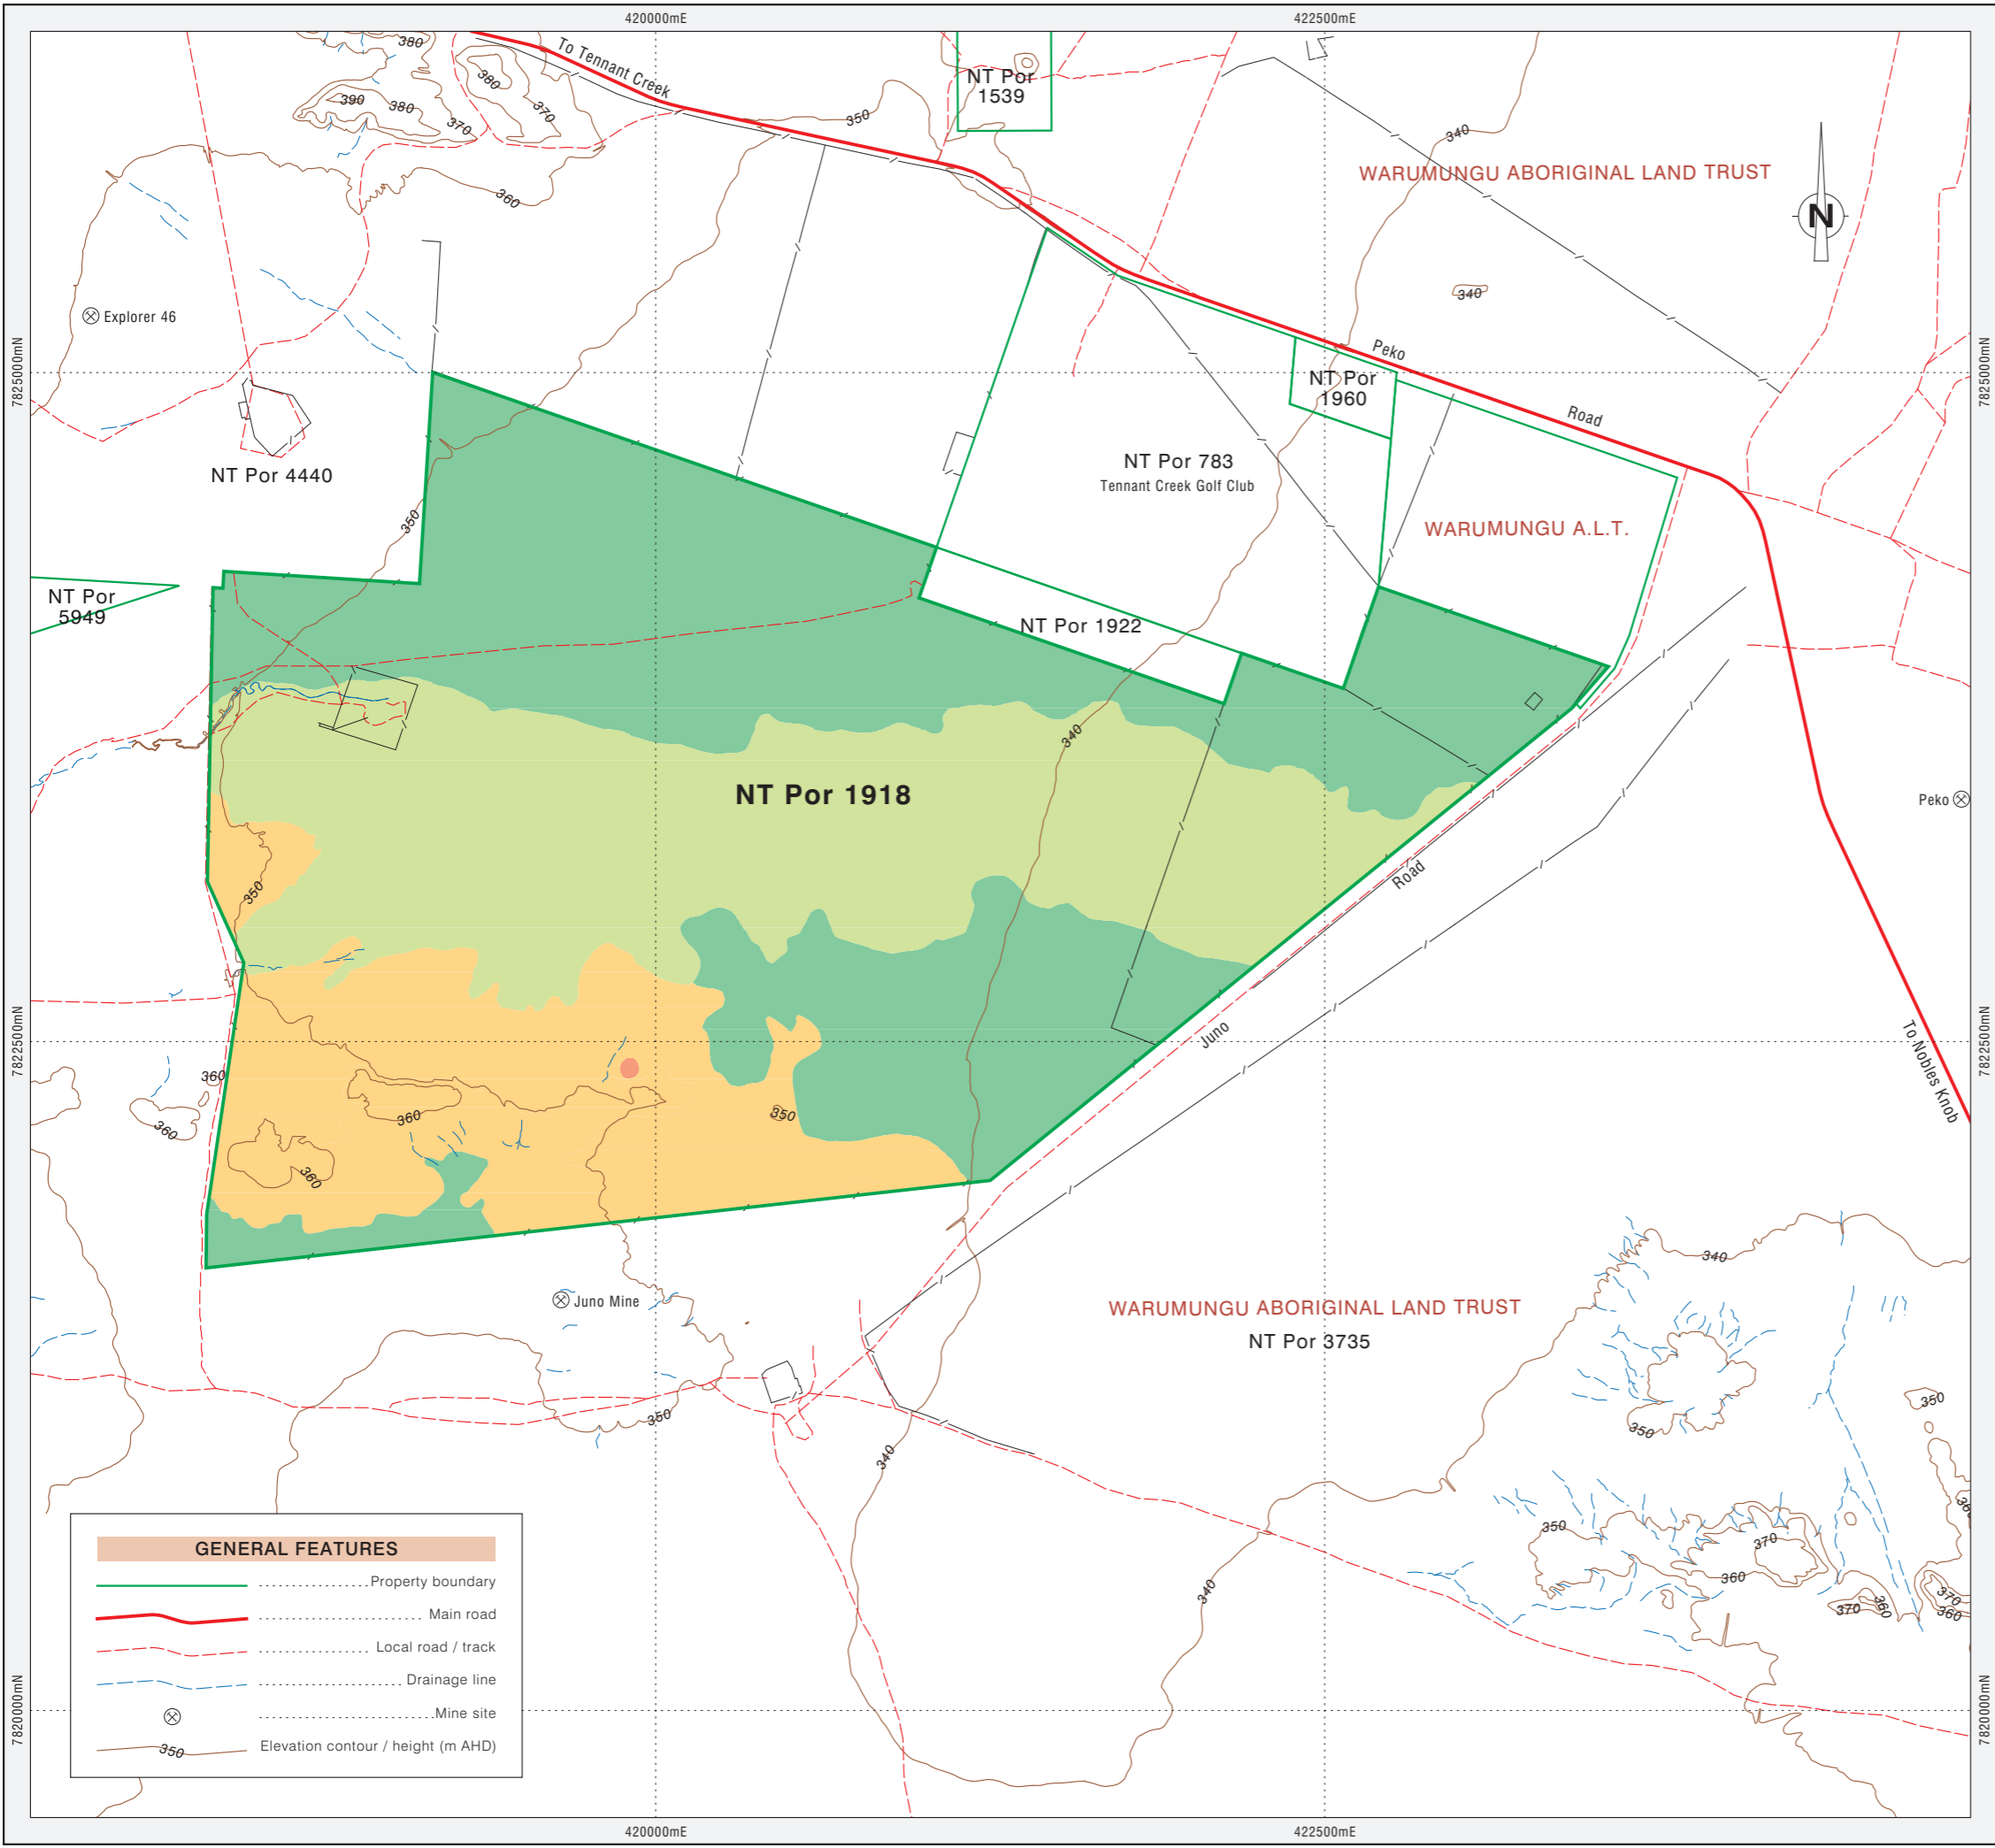 420000mE
422500mE
380
To Tennant Creek
380
390
380
370
370
350
NT Por
1539
340
WARUMUNGU ABORIGINAL LAND TRUST
360
N
340
Explorer 46
Peko
7825000mN
7825000mN
NT Por
1960
Road
NT Por 783
Tennant Creek Golf Club
NT Por 4440
350
WARUMUNGU A.L.T.
NT Por
5949
NT Por 1922
340
NT Por 1918
Peko
Road
350
Juno
7822500mN
7822500mN
To Nobles Knob
360
360
360
350
360
340
Juno Mine
WARUMUNGU ABORIGINAL LAND TRUST
NT Por 3735
350
350
350
340
GENERAL FEATURES
Property boundary
Main road
Local road / track
Drainage line
Mine site
350 Elevation contour / height (m AHD)
350
370
360
340
370
360
370
360
360
7820000mN
7820000mN
420000mE
422500mE